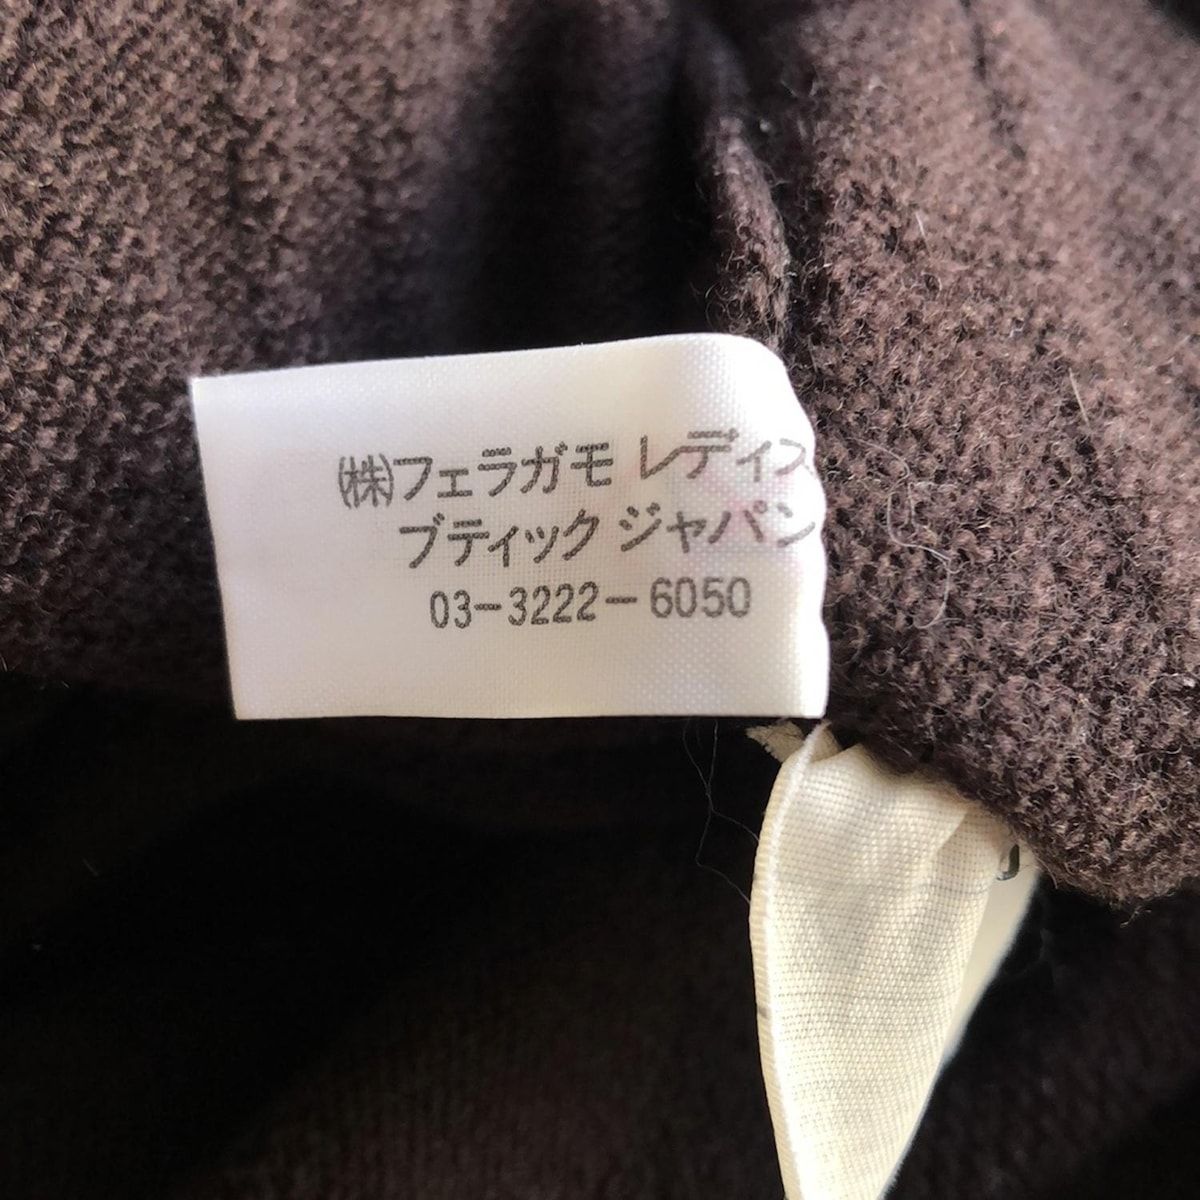 ㈱フェラガモ レディス
ブティック ジャパン
03-3222-6050